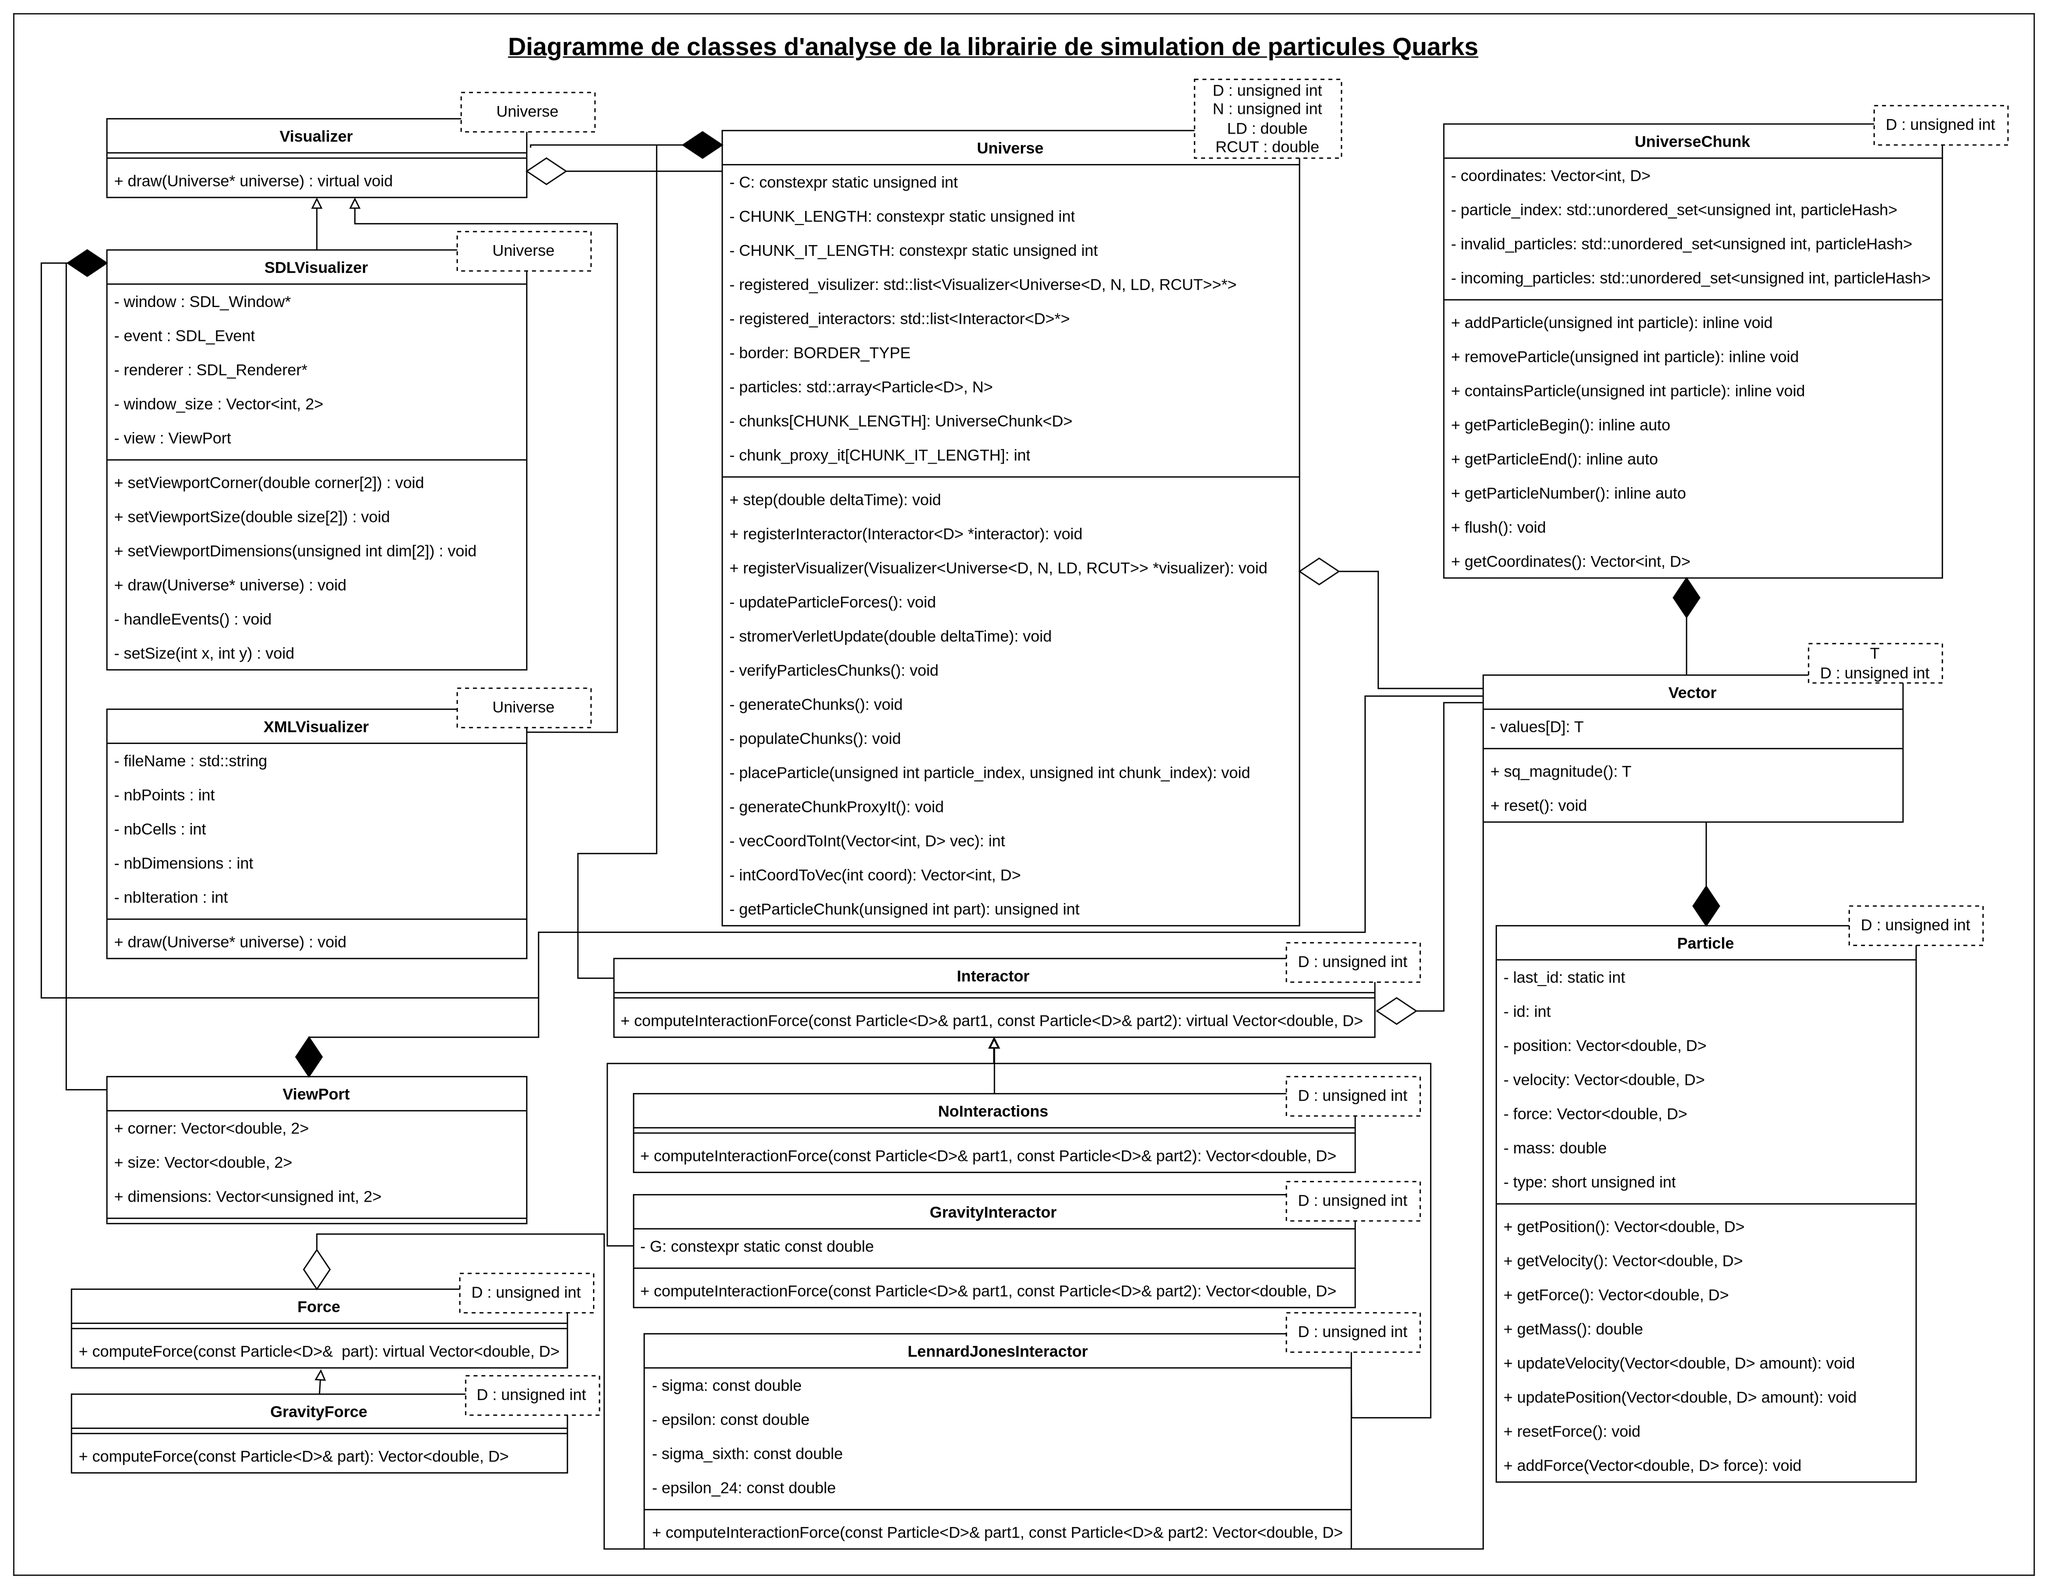 Diagramme de classes d'analyse de la librairie de simulation de particules Quarks
Universe
Visualizer
+ draw(Universe* universe) : virtual void
Universe
SDLVisualizer
- window : SDL_Window*
- event : SDL_Event
- renderer : SDL_Renderer*
- window_size : Vector<int, 2>
- view : ViewPort
+ setViewportCorner(double corner[2]) : void
+ setViewportSize(double size[2]) : void
+ setViewportDimensions(unsigned int dim[2]) : void
+ draw(Universe* universe) : void
- handleEvents() : void
- setSize(int x, int y) : void
Universe
XMLVisualizer
- fileName : std::string
- nbPoints : int
- nbCells : int
- nbDimensions : int
- nbIteration : int
+ draw(Universe* universe) : void
ViewPort
+ corner: Vector<double, 2>
+ size: Vector<double, 2>
+ dimensions: Vector<unsigned int, 2>
D : unsigned int
Force
+ computeForce(const Particle<D>&  part): virtual Vector<double, D>
D : unsigned int
GravityForce
+ computeForce(const Particle<D>& part): Vector<double, D>
D : unsigned int
N : unsigned int
LD : double
RCUT : double
Universe
- C: constexpr static unsigned int
- CHUNK_LENGTH: constexpr static unsigned int
- CHUNK_IT_LENGTH: constexpr static unsigned int
- registered_visulizer: std::list<Visualizer<Universe<D, N, LD, RCUT>>*>
- registered_interactors: std::list<Interactor<D>*>
- border: BORDER_TYPE
- particles: std::array<Particle<D>, N>
- chunks[CHUNK_LENGTH]: UniverseChunk<D>
- chunk_proxy_it[CHUNK_IT_LENGTH]: int
+ step(double deltaTime): void
+ registerInteractor(Interactor<D> *interactor): void
+ registerVisualizer(Visualizer<Universe<D, N, LD, RCUT>> *visualizer): void
- updateParticleForces(): void
- stromerVerletUpdate(double deltaTime): void
- verifyParticlesChunks(): void
- generateChunks(): void
- populateChunks(): void
- placeParticle(unsigned int particle_index, unsigned int chunk_index): void
- generateChunkProxyIt(): void
- vecCoordToInt(Vector<int, D> vec): int
- intCoordToVec(int coord): Vector<int, D>
- getParticleChunk(unsigned int part): unsigned int
D : unsigned int
Interactor
+ computeInteractionForce(const Particle<D>& part1, const Particle<D>& part2): virtual Vector<double, D>
D : unsigned int
NoInteractions
+ computeInteractionForce(const Particle<D>& part1, const Particle<D>& part2): Vector<double, D>
D : unsigned int
GravityInteractor
- G: constexpr static const double
+ computeInteractionForce(const Particle<D>& part1, const Particle<D>& part2): Vector<double, D>
D : unsigned int
LennardJonesInteractor
- sigma: const double
- epsilon: const double
- sigma_sixth: const double
- epsilon_24: const double
+ computeInteractionForce(const Particle<D>& part1, const Particle<D>& part2: Vector<double, D>
D : unsigned int
UniverseChunk
- coordinates: Vector<int, D>
- particle_index: std::unordered_set<unsigned int, particleHash>
- invalid_particles: std::unordered_set<unsigned int, particleHash>
- incoming_particles: std::unordered_set<unsigned int, particleHash>
+ addParticle(unsigned int particle): inline void
+ removeParticle(unsigned int particle): inline void
+ containsParticle(unsigned int particle): inline void
+ getParticleBegin(): inline auto
+ getParticleEnd(): inline auto
+ getParticleNumber(): inline auto
+ flush(): void
+ getCoordinates(): Vector<int, D>
T
D : unsigned int
Vector
- values[D]: T
+ sq_magnitude(): T
+ reset(): void
D : unsigned int
Particle
- last_id: static int
- id: int
- position: Vector<double, D>
- velocity: Vector<double, D>
- force: Vector<double, D>
- mass: double
- type: short unsigned int
+ getPosition(): Vector<double, D>
+ getVelocity(): Vector<double, D>
+ getForce(): Vector<double, D>
+ getMass(): double
+ updateVelocity(Vector<double, D> amount): void
+ updatePosition(Vector<double, D> amount): void
+ resetForce(): void
+ addForce(Vector<double, D> force): void